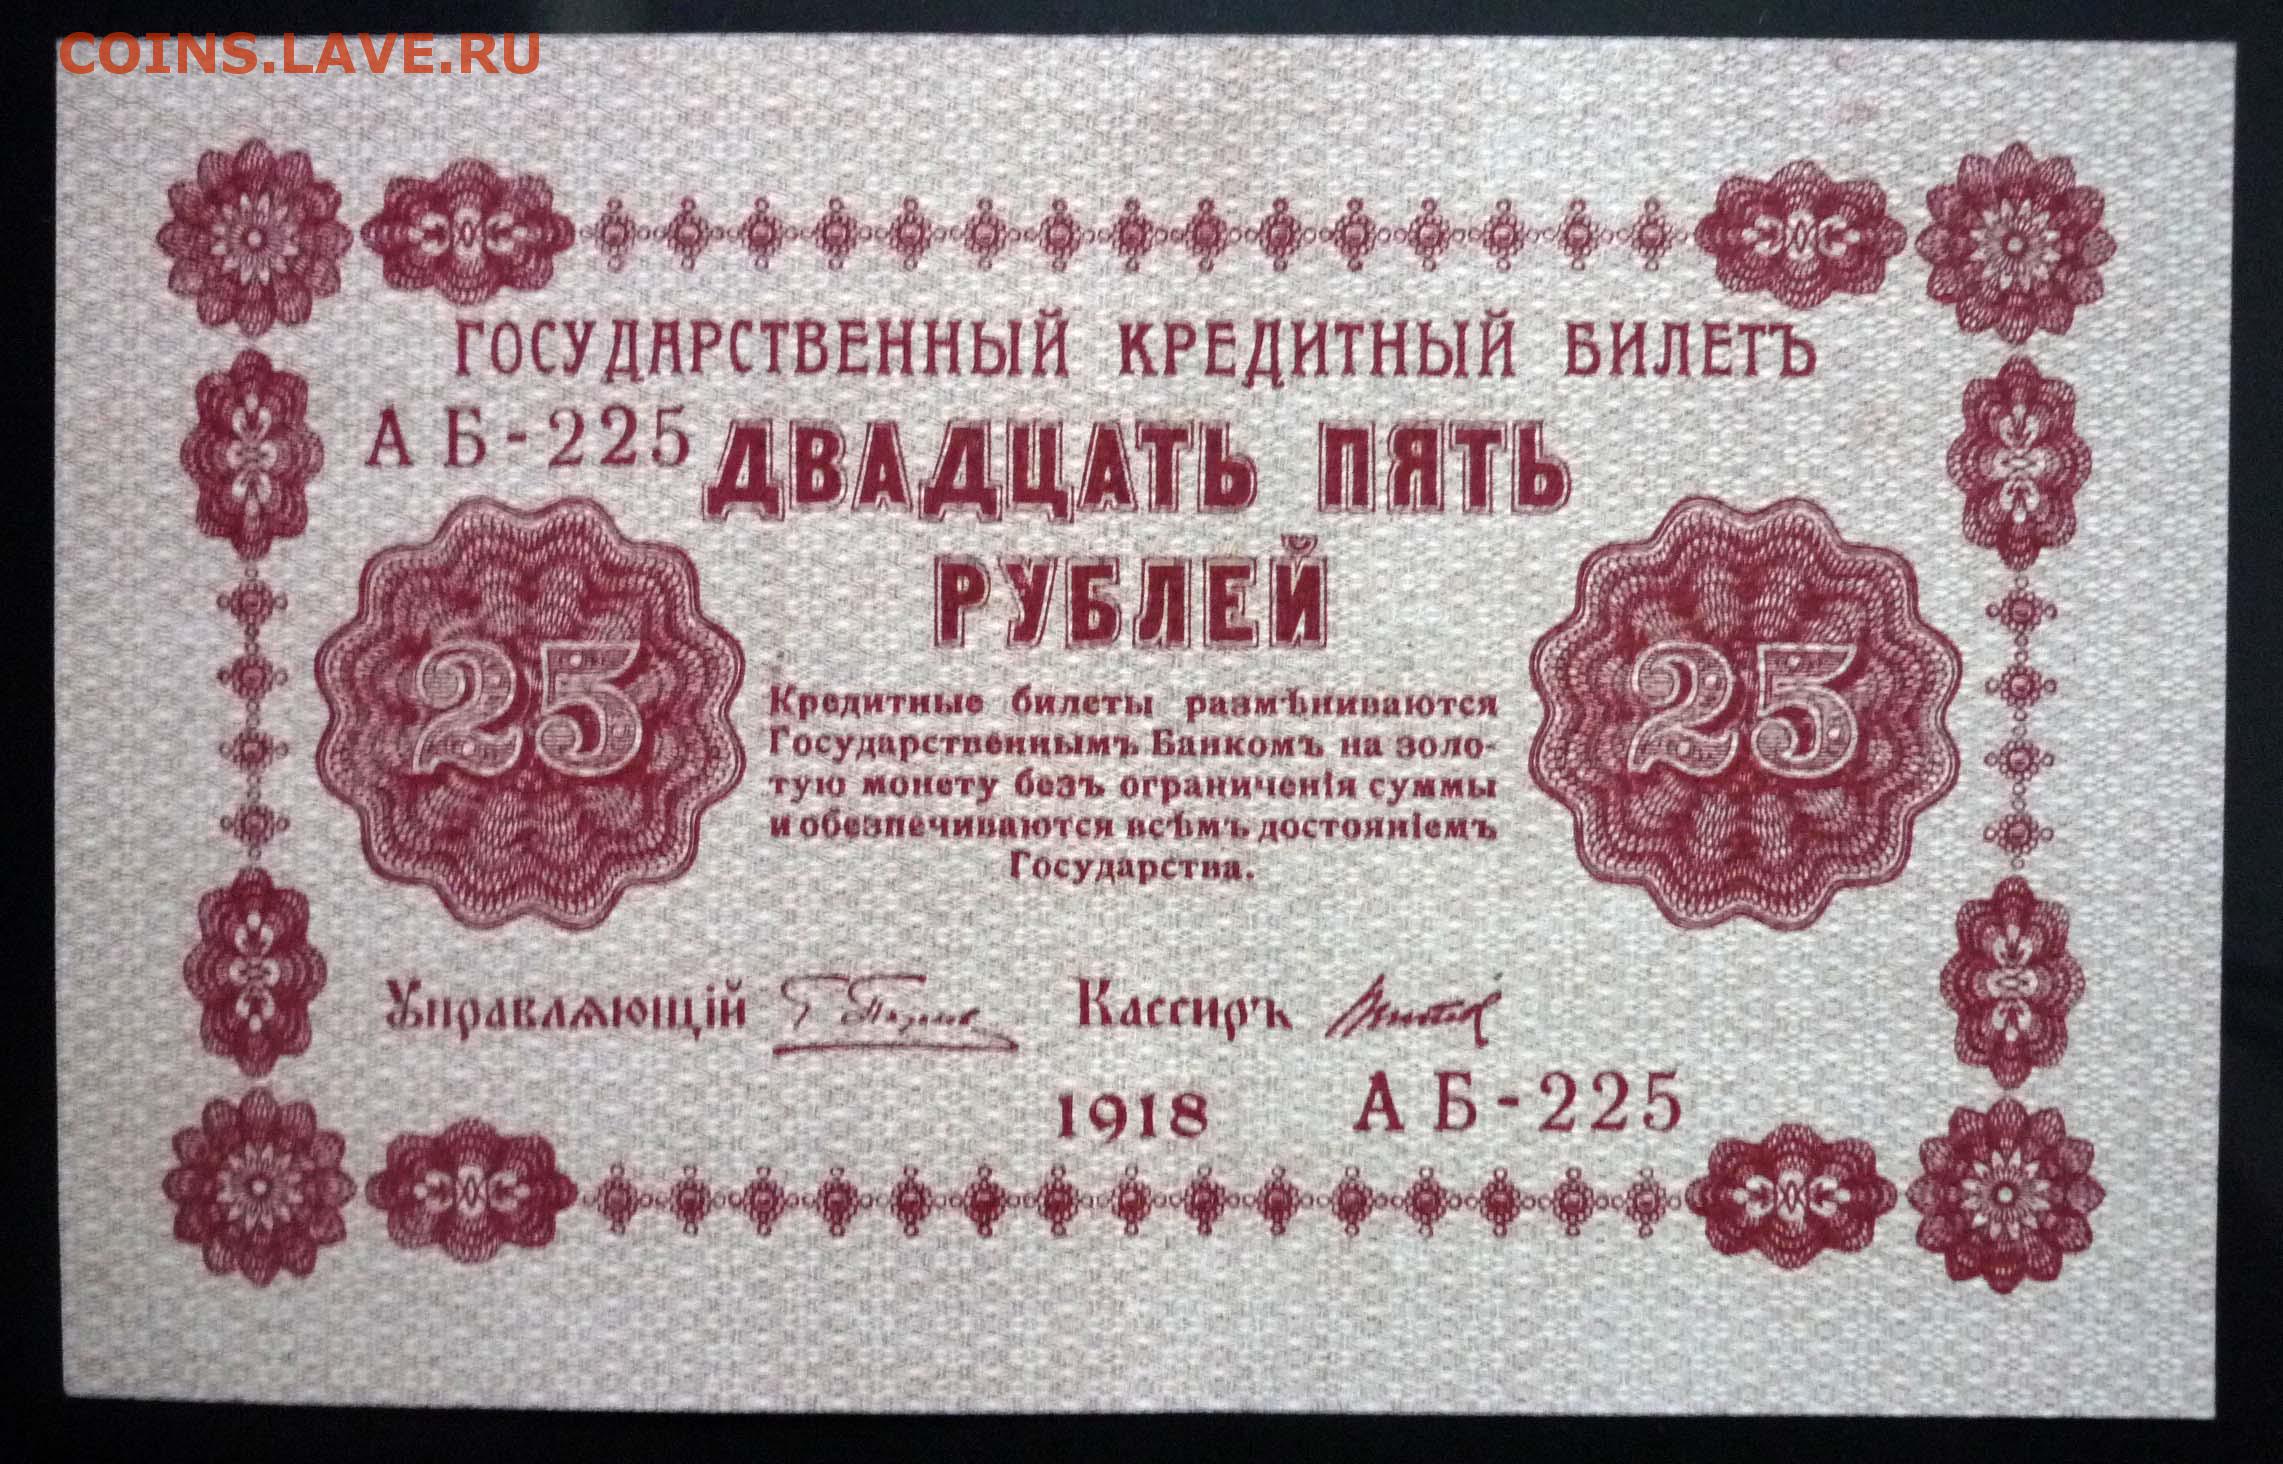 COINS.LAVE.RU
ГОСУДАРСТВЕННЫЙ КРЕДИТНЫЙ БИЛЕТЪ
АБ-225
ДВАДЦАТЬ ПЯТЬ
РУБЛЕЙ
25
25
Кредитные билеты размѣниваются
Государственнымъ Банкомъ на золо-
тую монету безъ ограниченія суммы
и обезпечиваются всѣмъ достояніемъ
Государства.
Управляющій
Кассиръ
1918
АБ-225